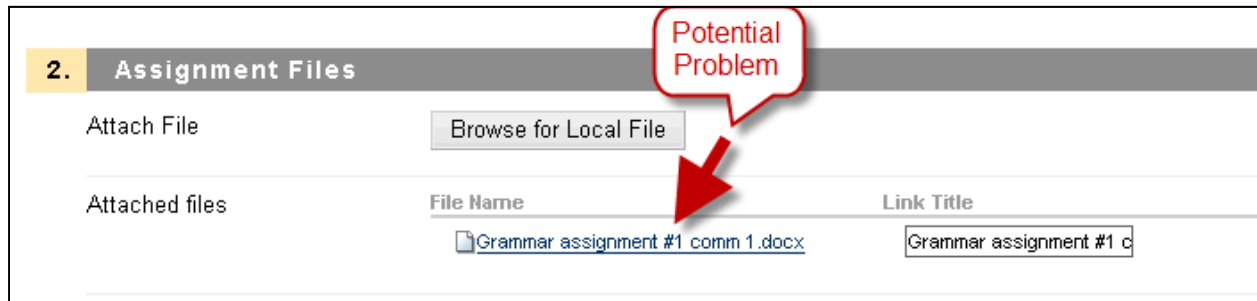 Potential
Problem
2. Assignment Files
Attach File Browse for Local File
Attached files File Name Link Title
Grammar assignment #1 comm 1.docx Grammar assignment #1 c